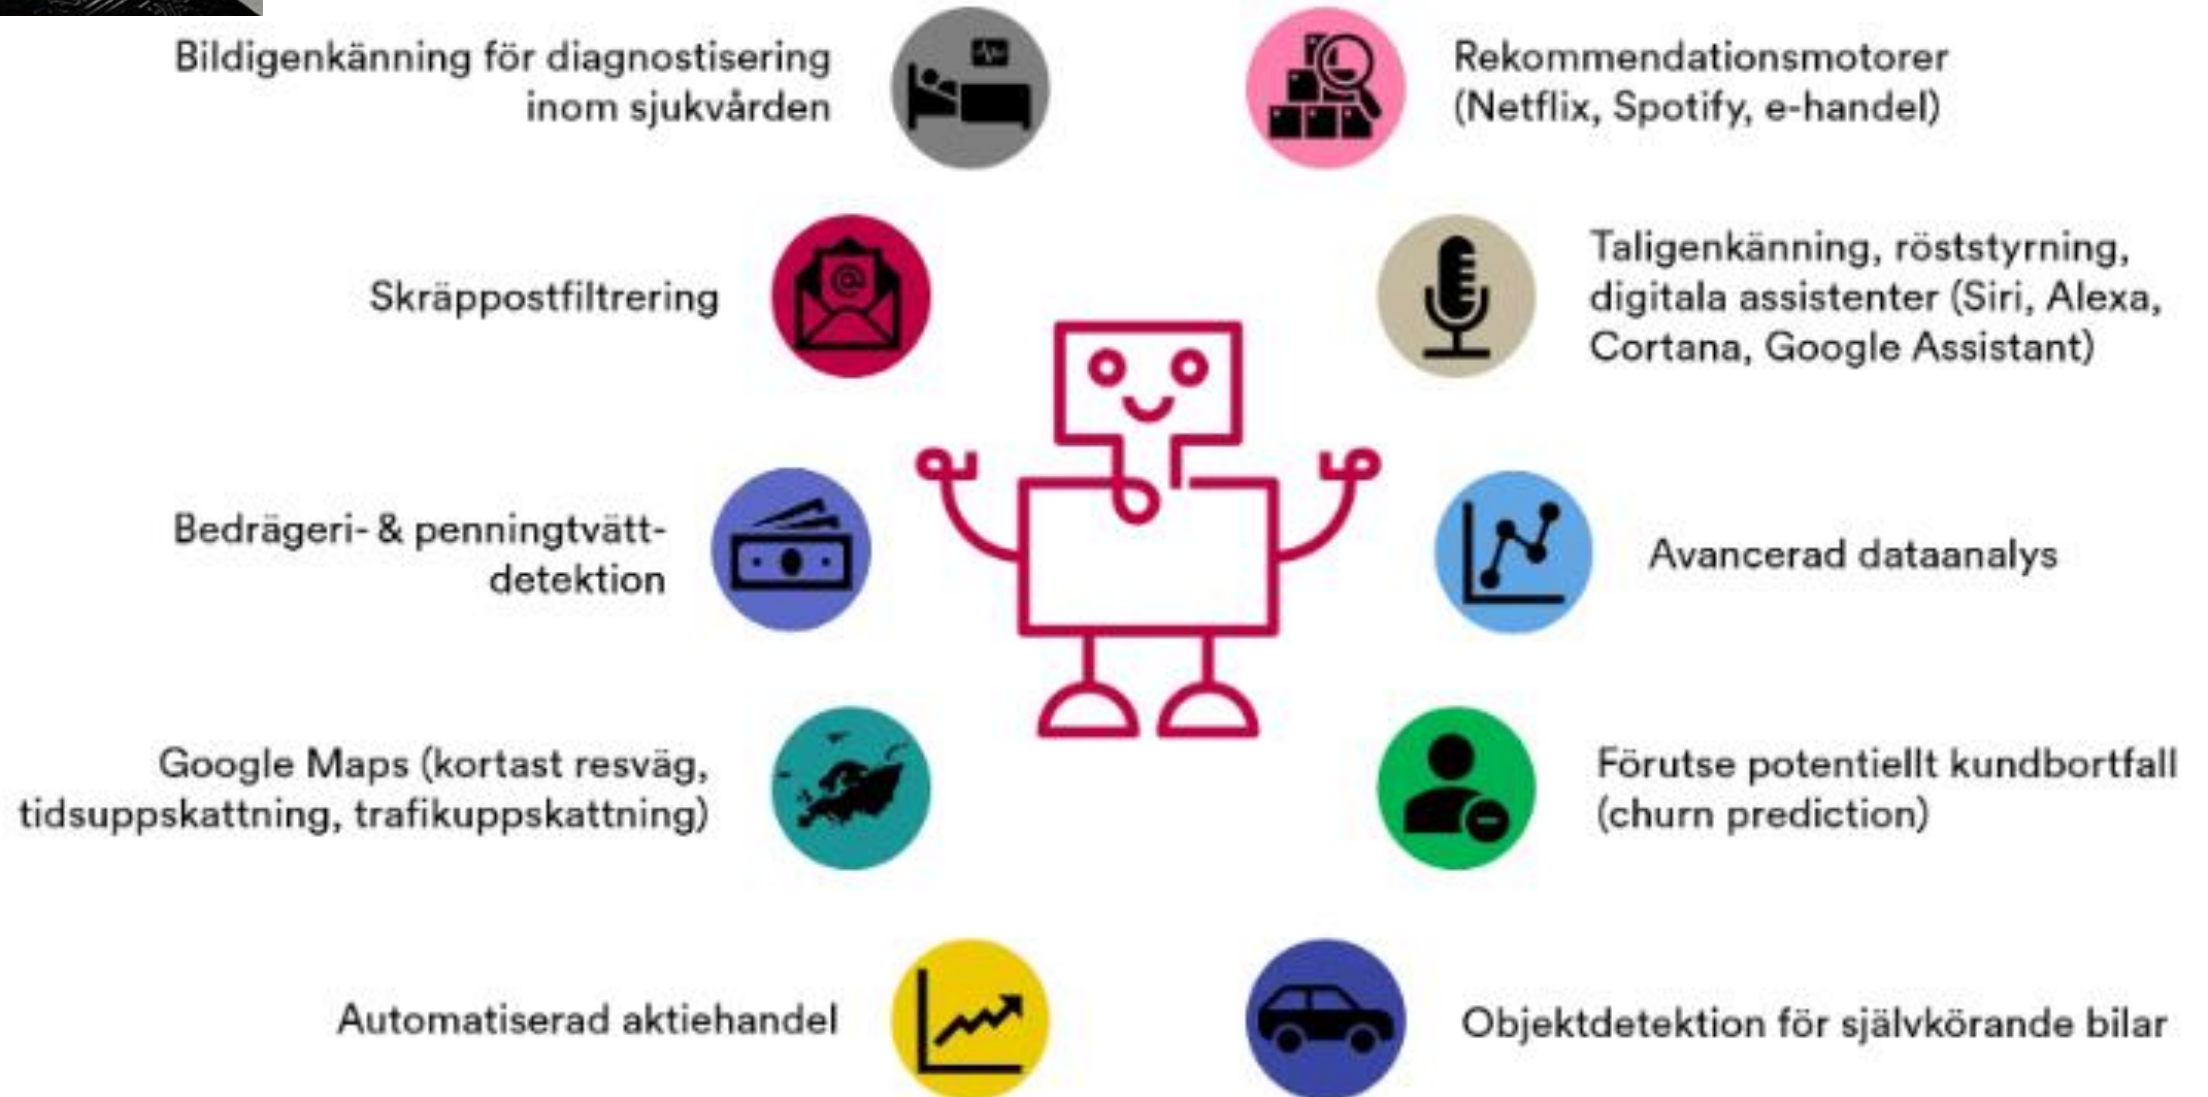 Bildigenkänning för diagnostisering
inom sjukvården
Rekommendationsmotorer
(Netflix, Spotify, e-handel)
Skräppostfiltrering
Taligenkänning, röststyrning,
digitala assistenter (Siri, Alexa,
Cortana, Google Assistant)
Bedrägeri- & penningtvätt-
detektion
Avancerad dataanalys
Google Maps (kortast resväg,
tidsuppskattning, trafikuppskattning)
Förutse potentiellt kundbortfall
(churn prediction)
Automatiserad aktiehandel
Objektdetektion för självkörande bilar